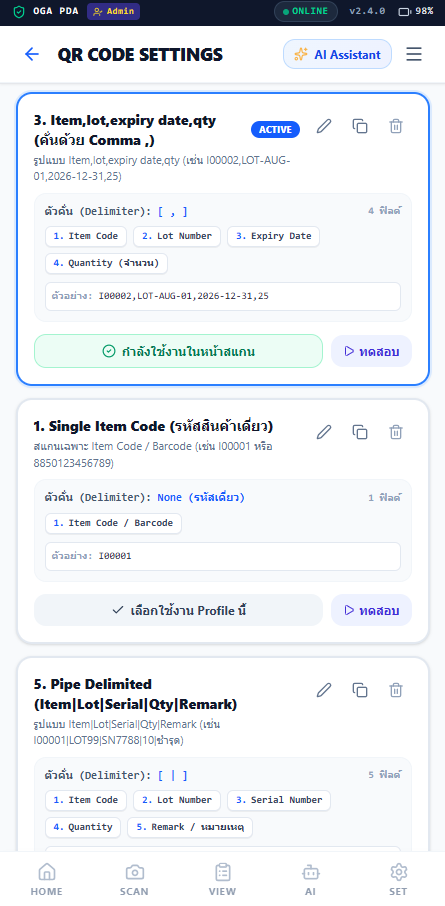 OGA PDA Admin ONLINE v2.4.0 98%
QR CODE SETTINGS AI Assistant
3. Item,lot,expiry date,qty
(คั่นด้วย Comma ,) ACTIVE
รูปแบบ Item,lot,expiry date,qty (เช่น I00002,LOT-AUG-
01,2026-12-31,25)
ตัวคั่น (Delimiter): [ , ] 4 ฟิลด์
1. Item Code 2. Lot Number 3. Expiry Date
4. Quantity (จำนวน)
ตัวอย่าง: I00002,LOT-AUG-01,2026-12-31,25
กำลังใช้งานในหน้าสแกน ทดสอบ
1. Single Item Code (รหัสสินค้าเดี่ยว)
สแกนเฉพาะ Item Code / Barcode (เช่น I00001 หรือ
8850123456789)
ตัวคั่น (Delimiter): None (รหัสเดี่ยว) 1 ฟิลด์
1. Item Code / Barcode
ตัวอย่าง: I00001
เลือกใช้งาน Profile นี้ ทดสอบ
5. Pipe Delimited
(Item|Lot|Serial|Qty|Remark)
รูปแบบ Item|Lot|Serial|Qty|Remark (เช่น
I00001|LOT99|SN7788|10|ชำรุด)
ตัวคั่น (Delimiter): [ | ] 5 ฟิลด์
1. Item Code 2. Lot Number 3. Serial Number
4. Quantity 5. Remark / หมายเหตุ
HOME SCAN VIEW AI SET